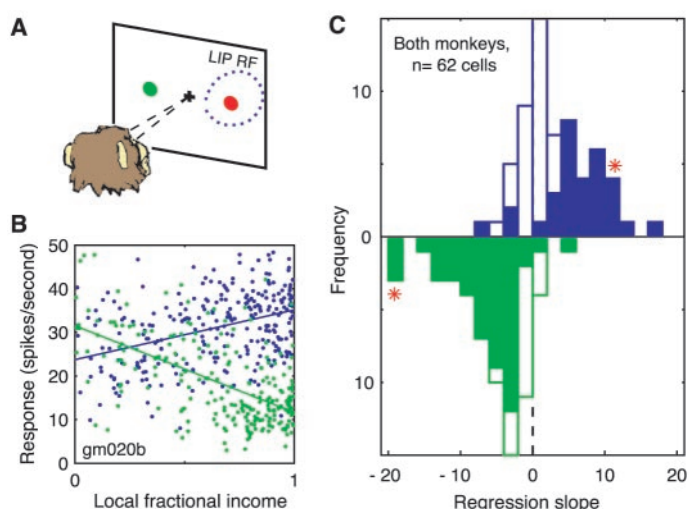 A
LIP RF
B
Response (spikes/second)
50
40
30
20
10
0
gm020b
0
1
Local fractional income
C
Both monkeys,
n= 62 cells
Frequency
10
0
10
- 20
- 10
0
10
20
Regression slope